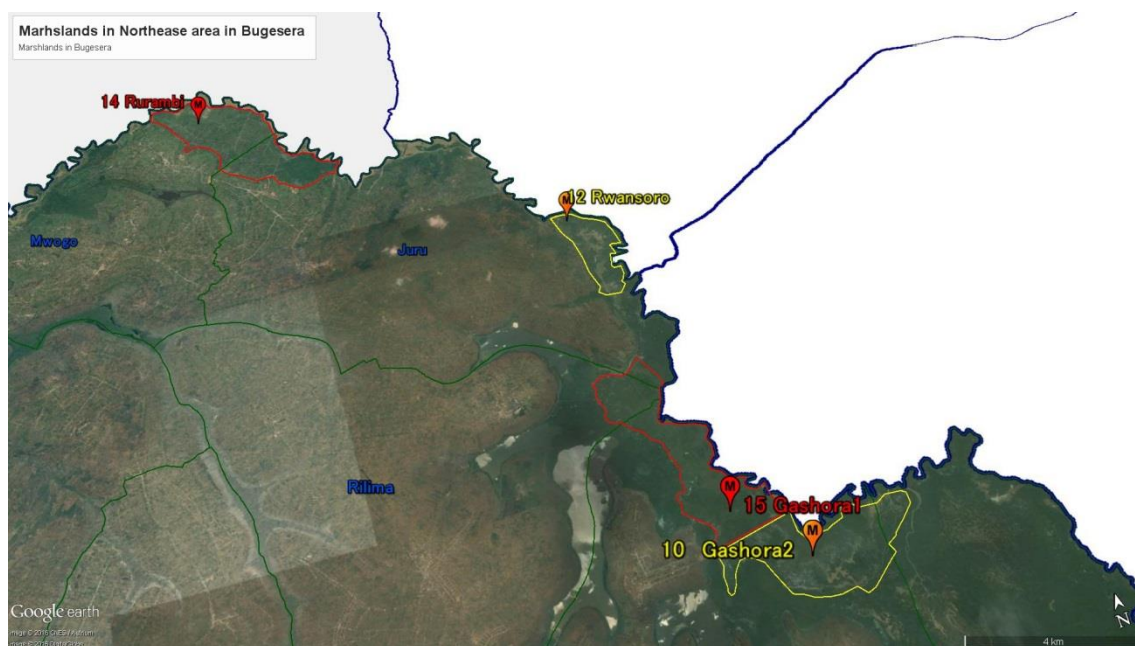 Marhslands in Northease area in Bugesera
Marshlands in Bugesera
14 Rurambi
12 Rwansoro
Mwogo
Juru
Rilima
15 Gashora1
10 Gashora2
Google earth
N
4 km